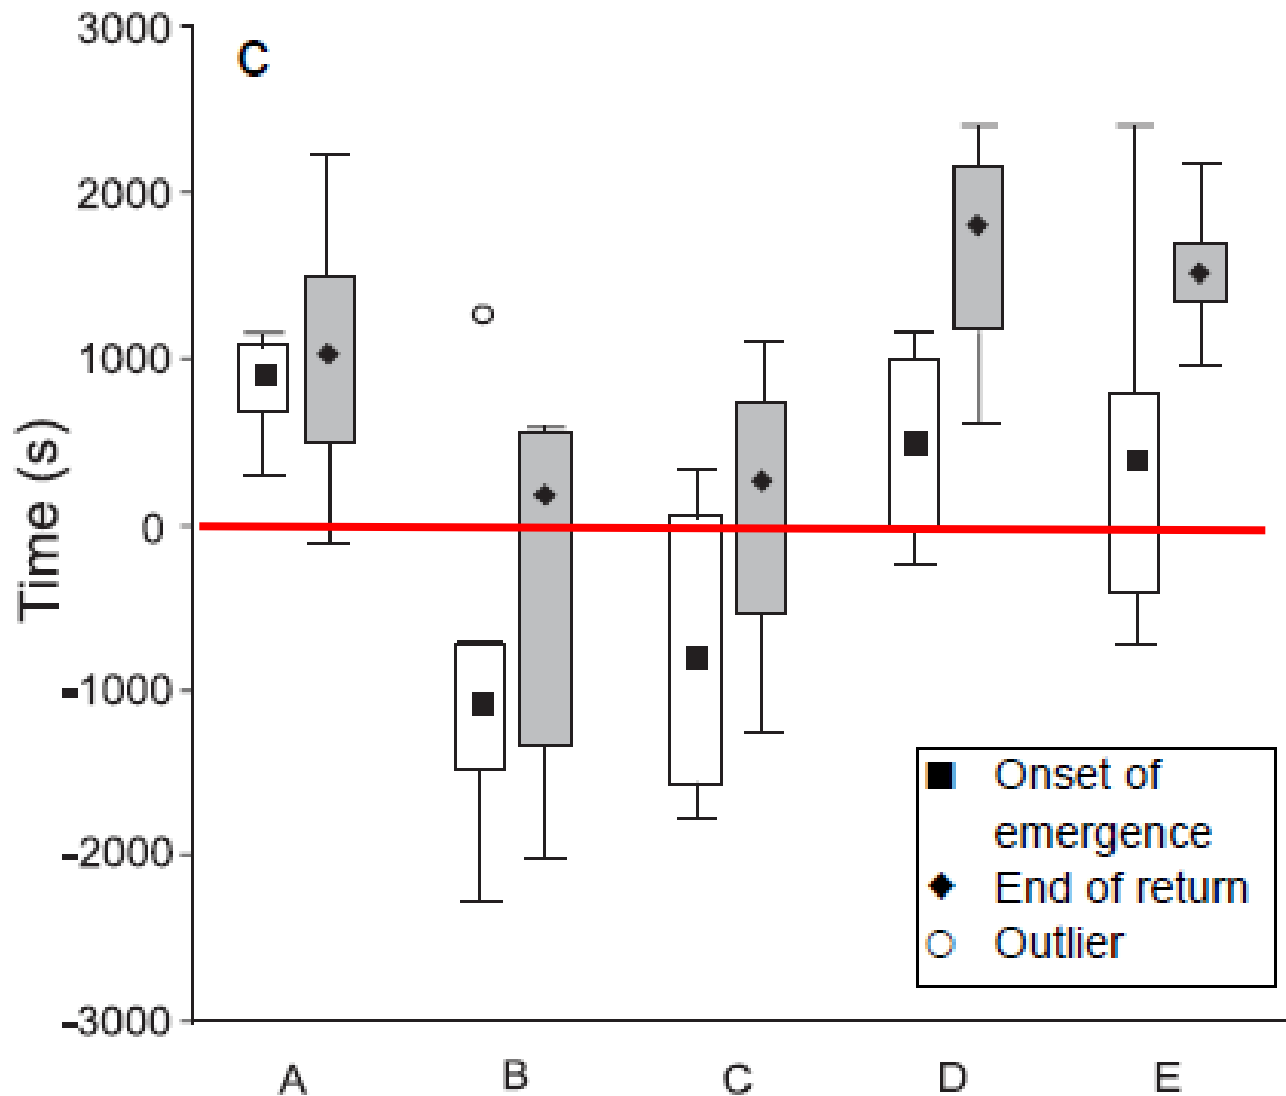 3000
C
2000
1000
0
-1000
-2000
-3000
Time (s)
Onset of
emergence
End of return
Outlier
A
B
C
D
E